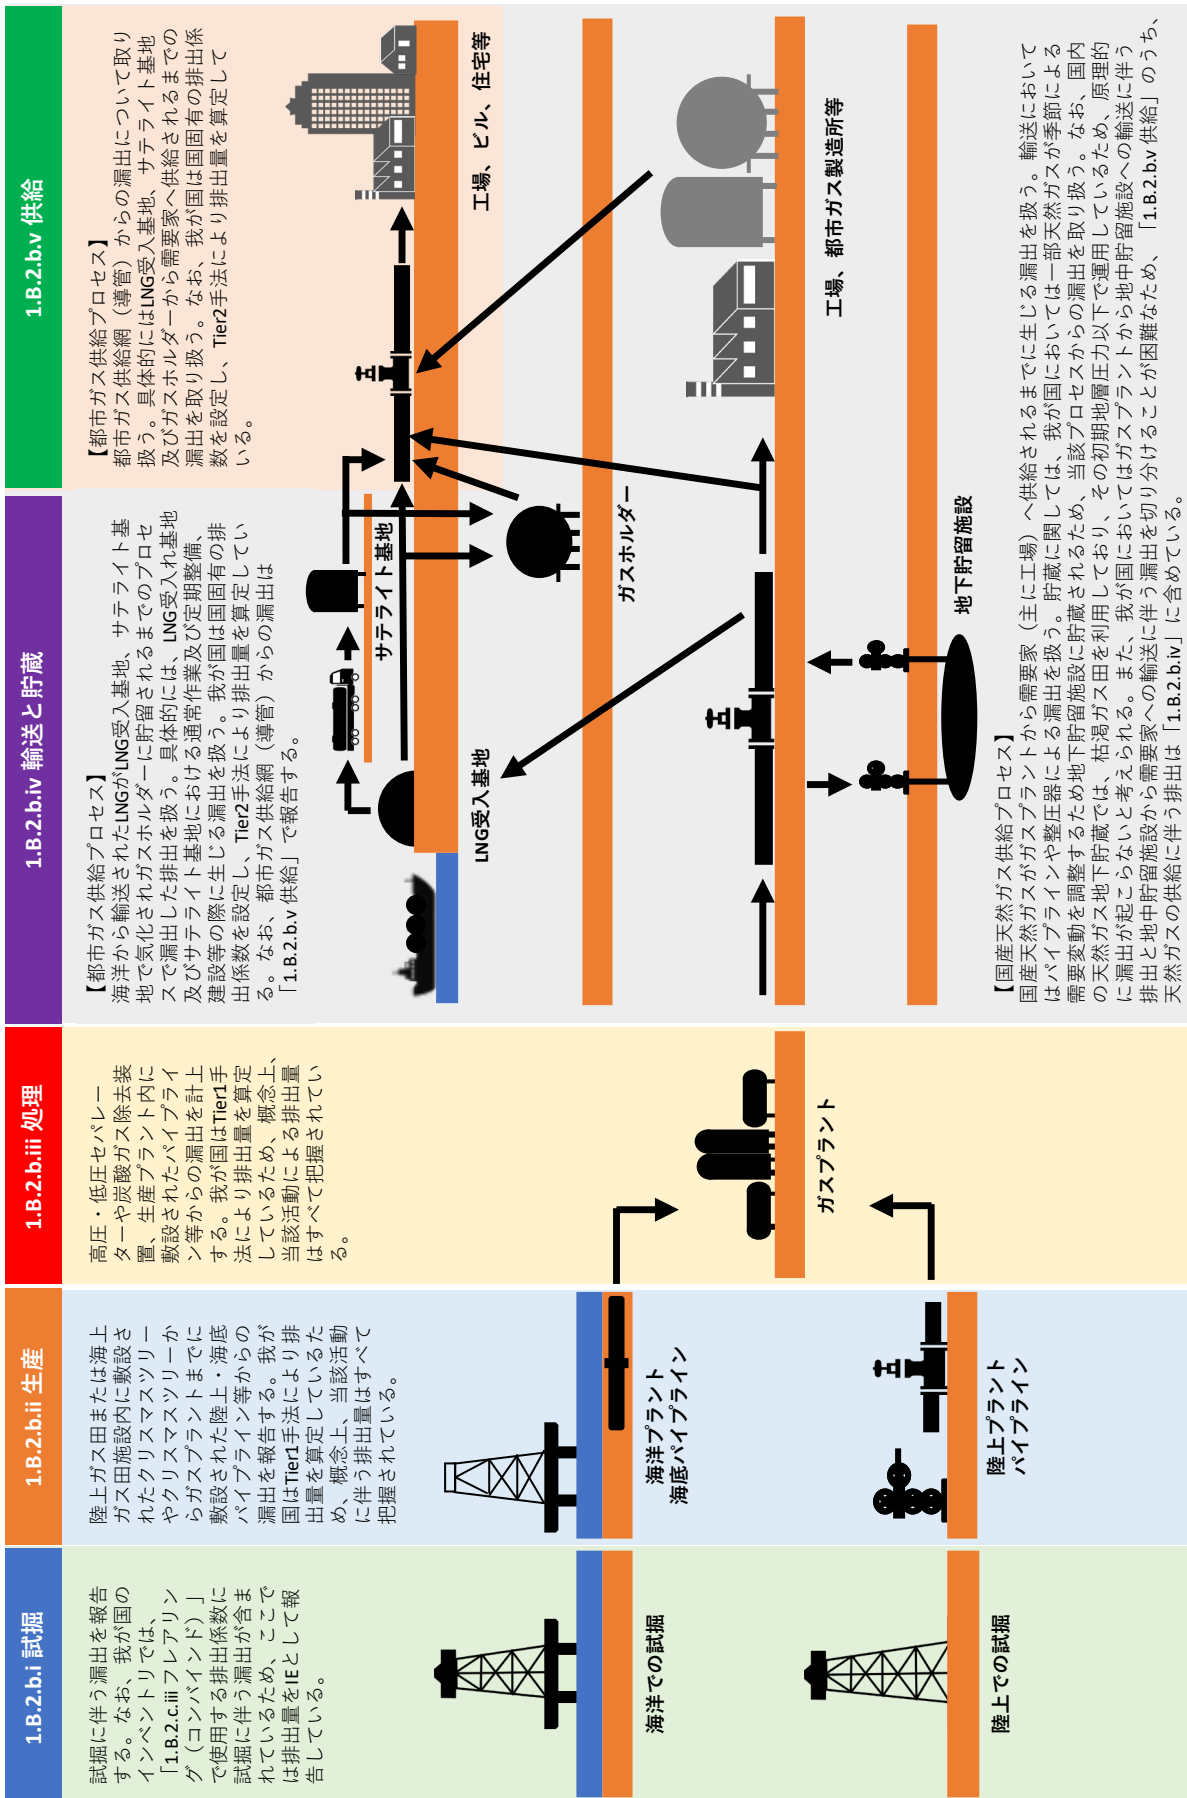 1.B.2.b.i 試掘
試掘に伴う漏出を報告
する。なお、我が国の
インベントリでは、
「1.B.2.c.iii フレアリン
グ（コンバインド）」
で使用する排出係数に
試掘に伴う漏出が含ま
れているため、ここで
は排出量をIEとして報
告している。
海洋での試掘
陸上での試掘
1.B.2.b.ii 生産
陸上ガス田または海上
ガス田施設内に敷設さ
れたクリスマスツリー
やクリスマスツリーか
らガスプラントまでに
敷設された陸上・海底
パイプライン等からの
漏出を報告する。我が
国はTier1手法により排
出量を算定しているた
め、概念上、当該活動
に伴う排出量はすべて
把握されている。
海洋プラント
海底パイプライン
陸上プラント
パイプライン
1.B.2.b.iii 処理
高圧・低圧セパレー
ターや炭酸ガス除去装
置、生産プラント内に
敷設されたパイプライ
ン等からの漏出を計上
する。我が国はTier1手
法により排出量を算定
しているため、概念上、
当該活動による排出量
はすべて把握されてい
る。
ガスプラント
1.B.2.b.iv 輸送と貯蔵
【都市ガス供給プロセス】
海洋から輸送されたLNGがLNG受入基地、サテライト基
地で気化されガスホルダーに貯留されるまでのプロセ
スで漏出した排出を扱う。具体的には、LNG受入れ基地
及びサテライト基地における通常作業及び定期整備、
建設等の際に生じる漏出を扱う。我が国は国固有の排
出係数を設定し、Tier2手法により排出量を算定してい
る。なお、都市ガス供給網（導管）からの漏出は
「1.B.2.b.v 供給」で報告する。
サテライト基地
LNG受入基地
ガスホルダー
地下貯留施設
1.B.2.b.v 供給
【都市ガス供給プロセス】
都市ガス供給網（導管）からの漏出について取り
扱う。具体的にはLNG受入基地、サテライト基地
及びガスホルダーから需要家へ供給されるまでの
漏出を取り扱う。なお、我が国は国固有の排出係
数を設定し、Tier2手法により排出量を算定して
いる。
工場、ビル、住宅等
工場、都市ガス製造所等
【国産天然ガス供給プロセス】
国産天然ガスがガスプラントから需要家（主に工場）へ供給されるまでに生じる漏出を扱う。輸送において
はパイプラインや整圧器による漏出を扱う。貯蔵に関しては、我が国においては一部天然ガスが季節による
需要変動を調整するため地下貯留施設に貯蔵されるため、当該プロセスからの漏出を取り扱う。なお、国内
の天然ガス地下貯蔵では、枯渇ガス田を利用しており、その初期地層圧力以下で運用しているため、原理的
に漏出が起こらないと考えられる。また、我が国においてはガスプラントから地中貯留施設への輸送に伴う
排出と地中貯留施設から需要家への輸送に伴う漏出を切り分けることが困難なため、「1.B.2.b.v 供給」のうち、
天然ガスの供給に伴う排出は「1.B.2.b.iv」に含めている。